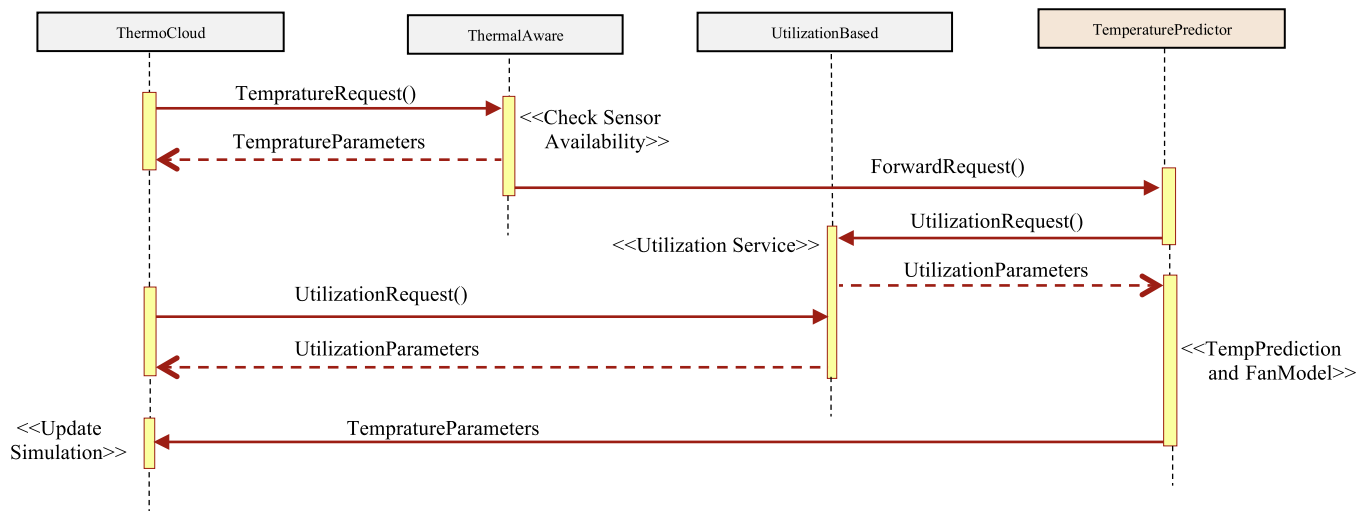 ThermoCloud
ThermalAware
UtilizationBased
TemperaturePredictor
TempratureRequest()
<<Check Sensor
Availability>>
TempratureParameters
ForwardRequest()
UtilizationRequest()
<<Utilization Service>>
UtilizationParameters
UtilizationRequest()
UtilizationParameters
<<TempPrediction
and FanModel>>
<<Update
Simulation>>
TempratureParameters